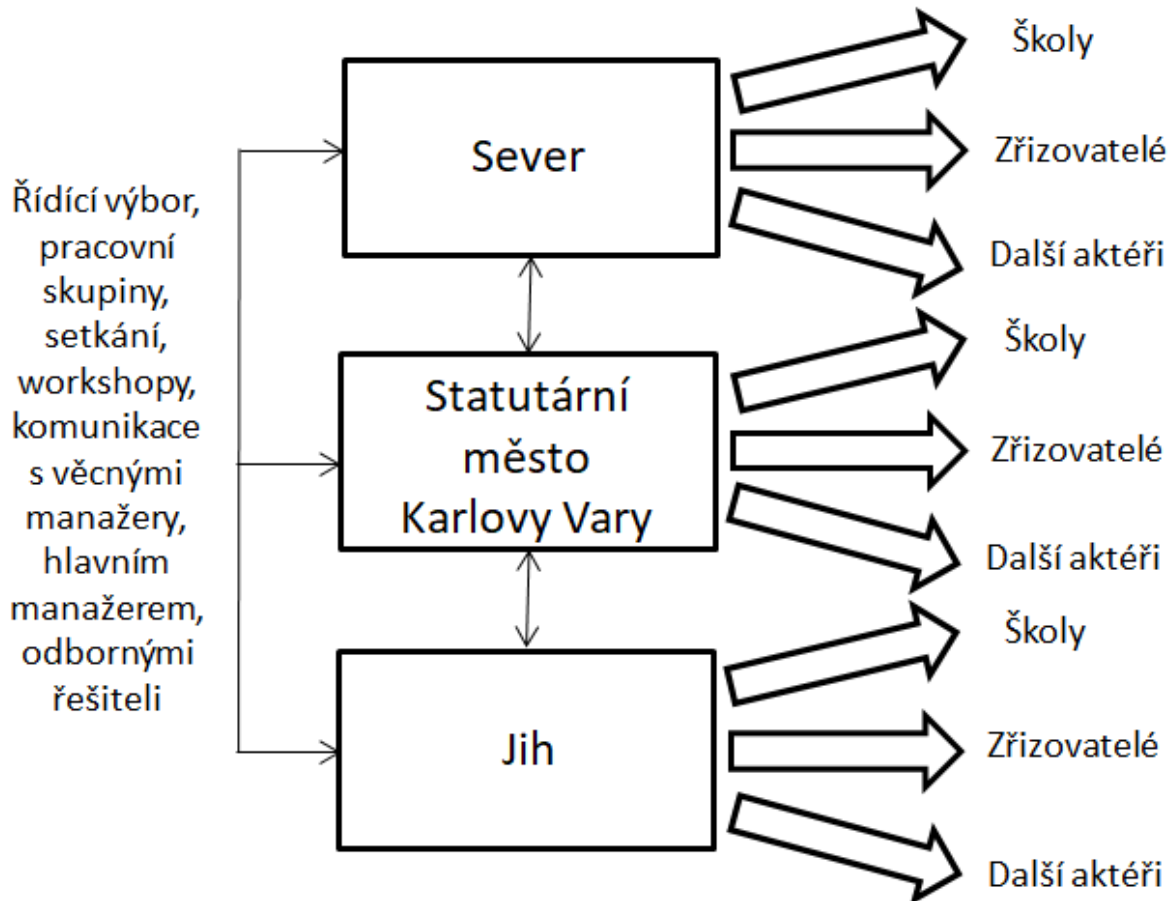 Řídící výbor,
pracovní
skupiny,
setkání,
workshopy,
komunikace
s věcnými
manažery,
hlavním
manažerem,
odbornými
řešiteli
Sever
Školy
Zřizovatelé
Další aktéři
Statutární
město
Karlovy Vary
Školy
Zřizovatelé
Další aktéři
Jih
Školy
Zřizovatelé
Další aktéři